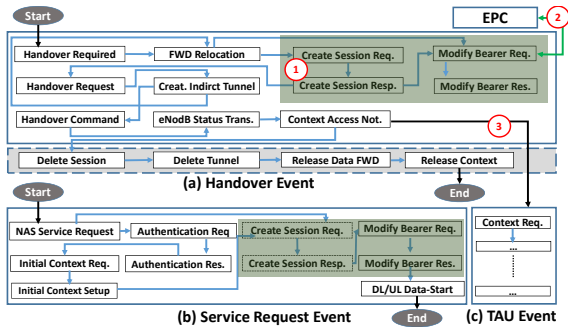 Start
EPC
2
Handover Required
FWD Relocation
Create Session Req.
Modify Bearer Req.
1
Handover Request
Creat. Indirct Tunnel
Create Session Resp.
Modify Bearer Res.
Handover Command
eNodB Status Trans.
Context Access Not.
3
Delete Session
Delete Tunnel
Release Data FWD
Release Context
(a) Handover Event
Start
End
NAS Service Request
Authentication Req
Create Session Req.
Modify Bearer Req.
Context Req.
...
Initial Context Req.
Authentication Res.
Create Session Resp.
Modify Bearer Res.
Initial Context Setup
DL/UL Data-Start
...
(b) Service Request Event
End
(c) TAU Event